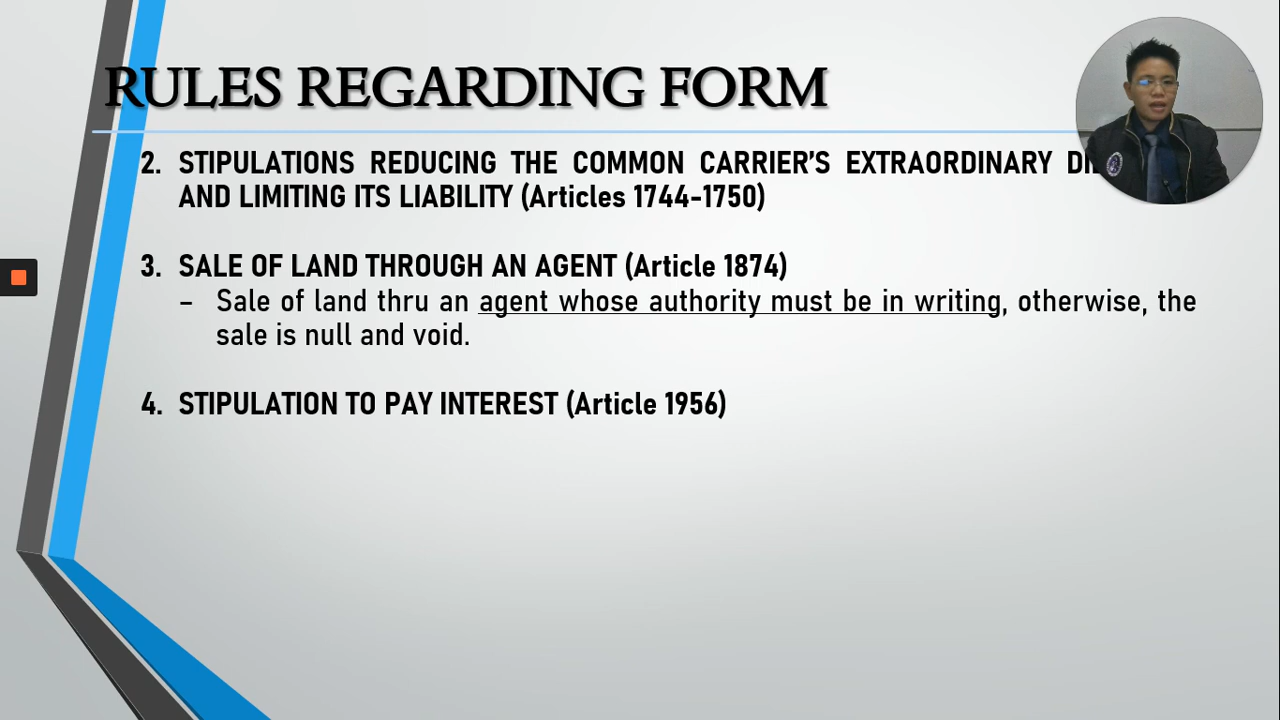 RULES REGARDING FORM
2. STIPULATIONS REDUCING THE COMMON CARRIER'S EXTRAORDINARY
AND LIMITING ITS LIABILITY (Articles 1744-1750)
3. SALE OF LAND THROUGH AN AGENT (Article 1874)
– Sale of land thru an agent whose authority must be in writing, otherwise, the
sale is null and void.
4. STIPULATION TO PAY INTEREST (Article 1956)